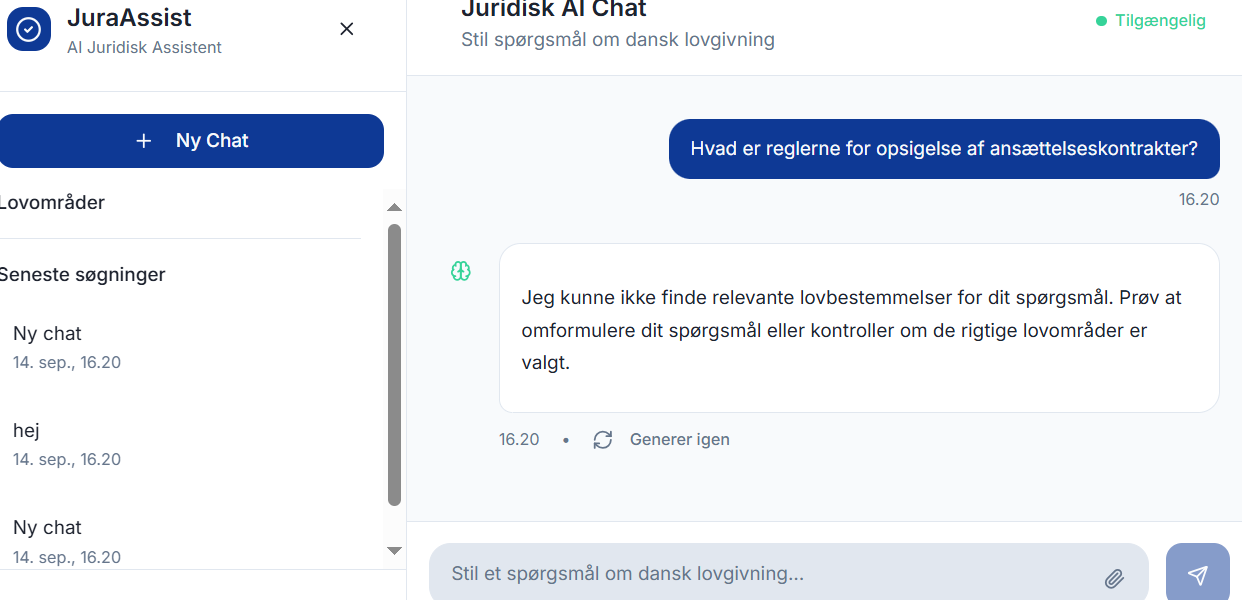 JuraAssist
AI Juridisk Assistent
Ny Chat
Lovområder
Seneste søgninger
Ny chat
14. sep., 16.20
hej
14. sep., 16.20
Ny chat
14. sep., 16.20
Juridisk AI Chat
Stil spørgsmål om dansk lovgivning
Tilgængelig
Hvad er reglerne for opsigelse af ansættelseskontrakter?
16.20
Jeg kunne ikke finde relevante lovbestemmelser for dit spørgsmål. Prøv at
omformulere dit spørgsmål eller kontroller om de rigtige lovområder er
valgt.
16.20 • Generer igen
Stil et spørgsmål om dansk lovgivning...